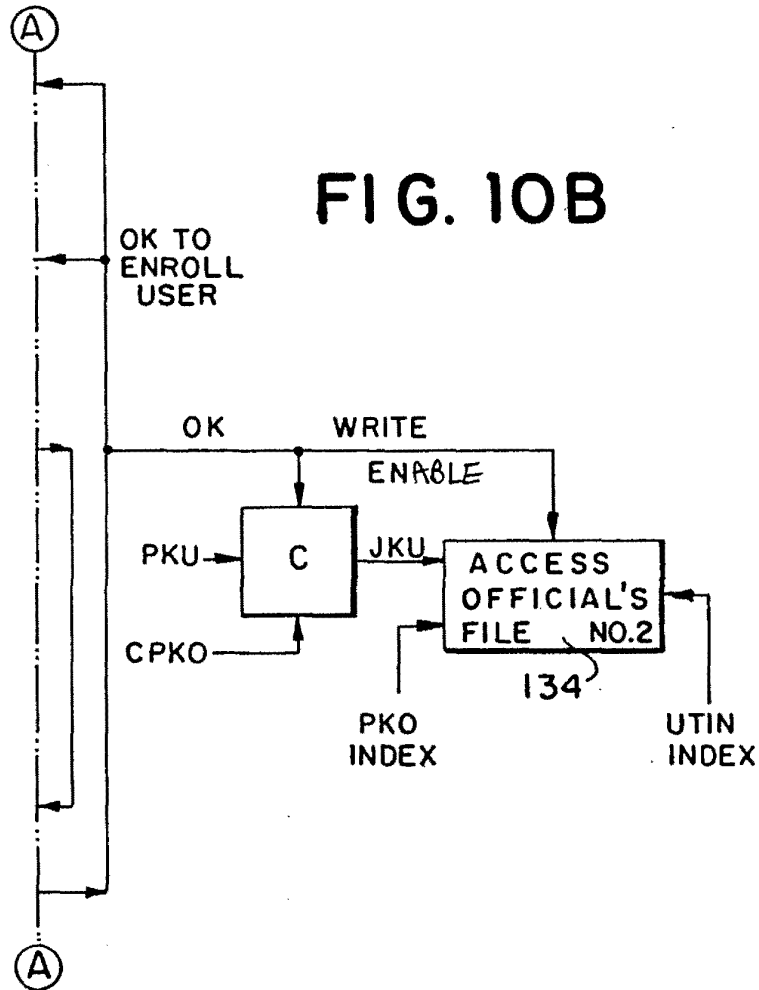 A
FIG. 10B
OK TO
ENROLL
USER
OK WRITE
ENABLE
PKU C JKU
ACCESS
OFFICIAL'S
FILE NO.2
CPKO
134
PKO
INDEX
UTIN
INDEX
A